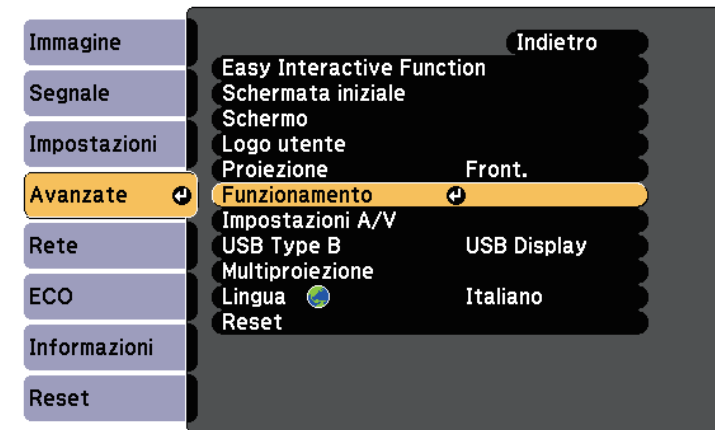 Immagine
Segnale
Impostazioni
Avanzate
Rete
ECO
Informazioni
Reset
Indietro
Easy Interactive Function
Schermata iniziale
Schermo
Logo utente
Proiezione Front.
Funzionamento
Impostazioni A/V
USB Type B USB Display
Multiproiezione
Lingua Italiano
Reset